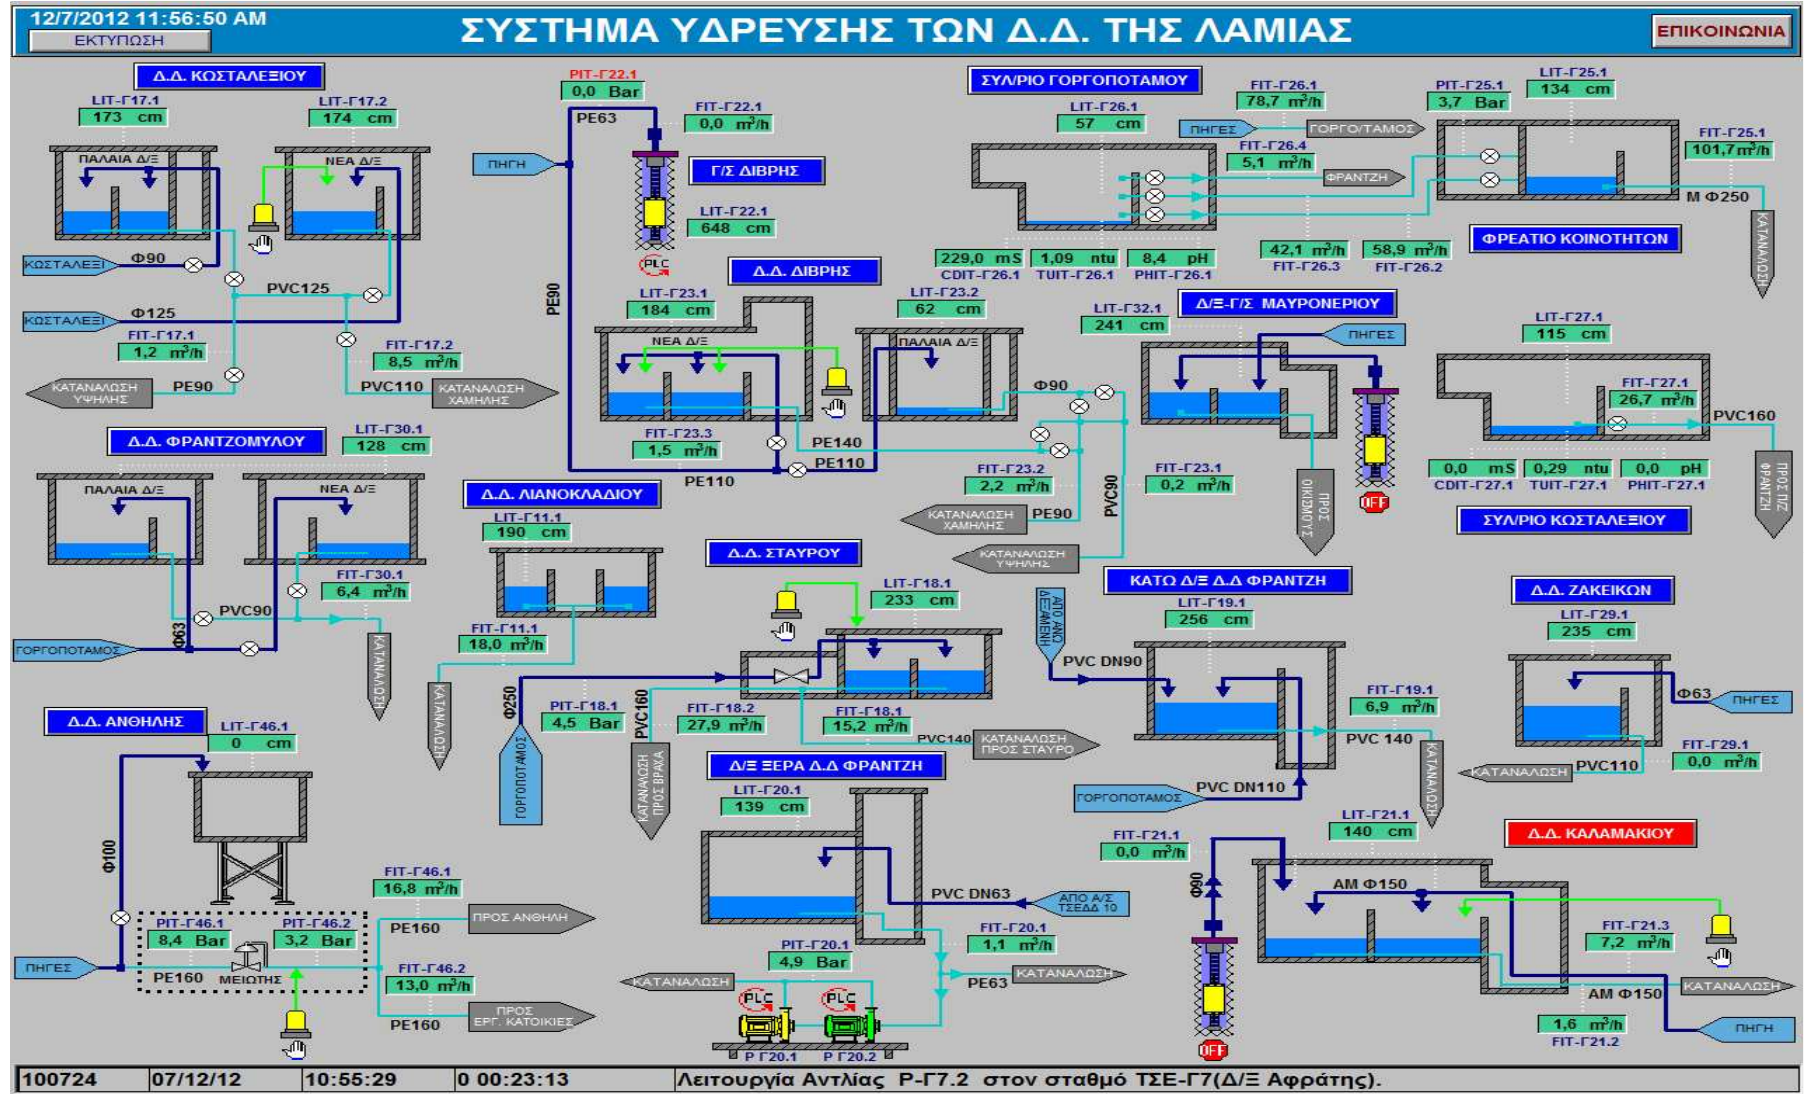 12/7/2012 11:56:50 AM
ΕΚΤΥΠΩΣΗ
ΣΥΣΤΗΜΑ ΥΔΡΕΥΣΗΣ ΤΩΝ Δ.Δ. ΤΗΣ ΛΑΜΙΑΣ
ΕΠΙΚΟΙΝΩΝΙΑ
Δ.Δ. ΚΩΣΤΑΛΕΞΙΟΥ
LIT-Γ17.1
173 cm
LIT-Γ17.2
174 cm
ΠΑΛΑΙΑ Δ/Ξ
ΝΕΑ Δ/Ξ
ΚΩΣΤΑΛΕΞΙ
Φ90
PVC125
ΚΩΣΤΑΛΕΞΙ
Φ125
FIT-Γ17.1
1,2 m³/h
FIT-Γ17.2
8,5 m³/h
ΚΑΤΑΝΑΛΩΣΗ
ΥΨΗΛΗΣ
PE90
PVC110
ΚΑΤΑΝΑΛΩΣΗ
ΧΑΜΗΛΗΣ
PIT-Γ22.1
0,0 Bar
PE63
FIT-Γ22.1
0,0 m³/h
ΠΗΓΗ
Γ/Σ ΔΙΒΡΗΣ
LIT-Γ22.1
648 cm
PLC
PE90
Δ.Δ. ΔΙΒΡΗΣ
LIT-Γ23.1
184 cm
LIT-Γ23.2
62 cm
ΝΕΑ Δ/Ξ
ΠΑΛΑΙΑ Δ/Ξ
Φ90
FIT-Γ23.3
1,5 m³/h
PE140
PE110
PE110
FIT-Γ23.2
2,2 m³/h
FIT-Γ23.1
0,2 m³/h
ΚΑΤΑΝΑΛΩΣΗ
ΧΑΜΗΛΗΣ
PE90
PVC90
ΚΑΤΑΝΑΛΩΣΗ
ΥΨΗΛΗΣ
ΣΥΛ/ΡΙΟ ΓΟΡΓΟΠΟΤΑΜΟΥ
LIT-Γ26.1
57 cm
FIT-Γ26.1
78,7 m³/h
ΠΗΓΕΣ
ΓΟΡΓΟ/ΤΑΜΟΣ
FIT-Γ26.4
5,1 m³/h
ΦΡΑΝΤΖΗ
PIT-Γ25.1
3,7 Bar
LIT-Γ25.1
134 cm
FIT-Γ25.1
101,7 m³/h
Μ Φ250
ΚΑΤΑΝΑΛΩΣΗ
229,0 mS
1,09 ntu
8,4 pH
CDIT-Γ26.1
TUIT-Γ26.1
PHIT-Γ26.1
42,1 m³/h
FIT-Γ26.3
58,9 m³/h
FIT-Γ26.2
ΦΡΕΑΤΙΟ ΚΟΙΝΟΤΗΤΩΝ
Δ/Ξ-Γ/Σ ΜΑΥΡΟΝΕΡΙΟΥ
LIT-Γ32.1
241 cm
ΠΗΓΕΣ
ΠΡΟΣ
ΟΙΚΙΣΜΟΥΣ
OFF
LIT-Γ27.1
115 cm
FIT-Γ27.1
26,7 m³/h
PVC160
0,0 mS
0,29 ntu
0,0 pH
CDIT-Γ27.1
TUIT-Γ27.1
PHIT-Γ27.1
ΠΡΟΣ Π/Ζ
ΦΡΑΝΤΖΗ
ΣΥΛ/ΡΙΟ ΚΩΣΤΑΛΕΞΙΟΥ
Δ.Δ. ΦΡΑΝΤΖΟΜΥΛΟΥ
LIT-Γ30.1
128 cm
ΠΑΛΑΙΑ Δ/Ξ
ΝΕΑ Δ/Ξ
FIT-Γ30.1
6,4 m³/h
PVC90
Φ63
ΓΟΡΓΟΠΟΤΑΜΟΣ
ΚΑΤΑΝΑΛΩΣΗ
Δ.Δ. ΛΙΑΝΟΚΛΑΔΙΟΥ
LIT-Γ11.1
190 cm
FIT-Γ11.1
18,0 m³/h
ΚΑΤΑΝΑΛΩΣΗ
Δ.Δ. ΣΤΑΥΡΟΥ
LIT-Γ18.1
233 cm
Φ250
PIT-Γ18.1
4,5 Bar
PVC160
FIT-Γ18.2
27,9 m³/h
FIT-Γ18.1
15,2 m³/h
PVC140
ΚΑΤΑΝΑΛΩΣΗ
ΠΡΟΣ ΣΤΑΥΡΟ
ΓΟΡΓΟΠΟΤΑΜΟΣ
ΚΑΤΑΝΑΛΩΣΗ
ΠΡΟΣ ΒΡΑΧΑ
ΚΑΤΩ Δ/Ξ Δ.Δ ΦΡΑΝΤΖΗ
ΑΠΟ ΑΝΩ
ΔΕΞΑΜΕΝΗ
LIT-Γ19.1
256 cm
PVC DN90
FIT-Γ19.1
6,9 m³/h
PVC 140
PVC DN110
ΓΟΡΓΟΠΟΤΑΜΟΣ
ΚΑΤΑΝΑΛΩΣΗ
Δ.Δ. ΖΑΚΕΙΚΩΝ
LIT-Γ29.1
235 cm
Φ63
ΠΗΓΕΣ
FIT-Γ29.1
0,0 m³/h
ΚΑΤΑΝΑΛΩΣΗ
PVC110
Δ.Δ. ΑΝΘΗΛΗΣ
LIT-Γ46.1
0 cm
Φ100
FIT-Γ46.1
16,8 m³/h
ΠΡΟΣ ΑΝΘΗΛΗ
PE160
PIT-Γ46.1
8,4 Bar
PIT-Γ46.2
3,2 Bar
ΠΗΓΕΣ
PE160
ΜΕΙΩΤΗΣ
FIT-Γ46.2
13,0 m³/h
PE160
ΠΡΟΣ
ΕΡΓ. ΚΑΤΟΙΚΙΕΣ
Δ/Ξ ΞΕΡΑ Δ.Δ ΦΡΑΝΤΖΗ
LIT-Γ20.1
139 cm
PVC DN63
ΑΠΟ Α/Σ
ΤΣΕΔΔ 10
PIT-Γ20.1
4,9 Bar
FIT-Γ20.1
1,1 m³/h
PE63
ΚΑΤΑΝΑΛΩΣΗ
ΚΑΤΑΝΑΛΩΣΗ
PLC
PLC
P Γ20.1
P Γ20.2
Δ.Δ. ΚΑΛΑΜΑΚΙΟΥ
LIT-Γ21.1
140 cm
FIT-Γ21.1
0,0 m³/h
Φ90
ΑΜ Φ150
FIT-Γ21.3
7,2 m³/h
ΚΑΤΑΝΑΛΩΣΗ
ΑΜ Φ150
1,6 m³/h
FIT-Γ21.2
ΠΗΓΗ
OFF
100724 07/12/12 10:55:29 0 00:23:13 Λειτουργία Αντλίας P-Γ7.2 στον σταθμό ΤΣΕ-Γ7(Δ/Ξ Αφράτης).